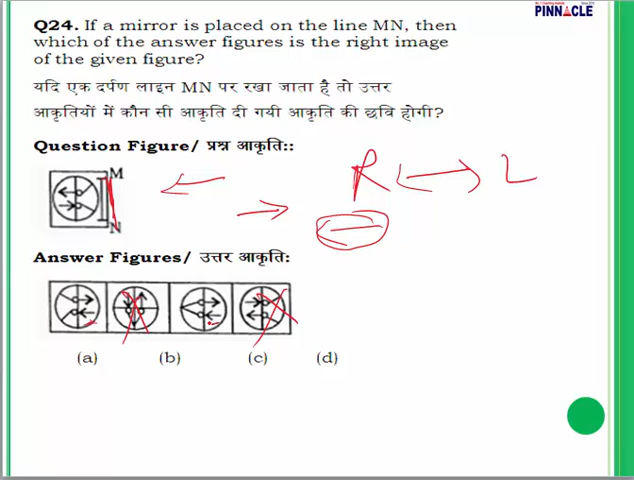 PINNACLE
Q24. If a mirror is placed on the line MN, then
which of the answer figures is the right image
of the given figure?
यदि एक दर्पण लाइन MN पर रखा जाता है तो उत्तर
आकृतियों में कौन सी आकृति दी गयी आकृति की छवि होगी?
Question Figure/ प्रश्न आकृति::
M
N
R L
Answer Figures/ उत्तर आकृति:
(a) (b) (c) (d)